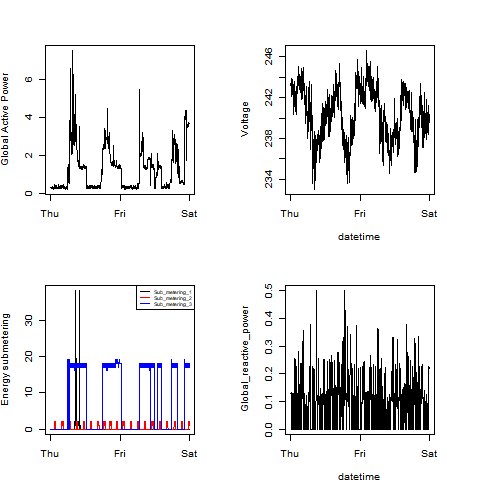 Global Active Power
0 2 4 6
Thu Fri Sat
Voltage
234 238 242 246
Thu Fri Sat
datetime
Energy submetering
0 10 20 30
Sub_metering_1
Sub_metering_2
Sub_metering_3
Thu Fri Sat
Global_reactive_power
0.0 0.1 0.2 0.3 0.4 0.5
Thu Fri Sat
datetime